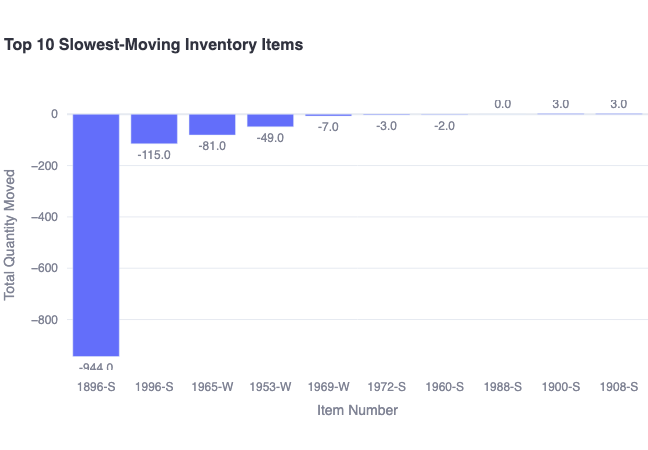 Top 10 Slowest-Moving Inventory Items
0.0 3.0 3.0
0
-7.0 -3.0 -2.0
-49.0
-81.0
-115.0
−200
−400
−600
−800
-944.0
Total Quantity Moved
1896-S 1996-S 1965-W 1953-W 1969-W 1972-S 1960-S 1988-S 1900-S 1908-S
Item Number